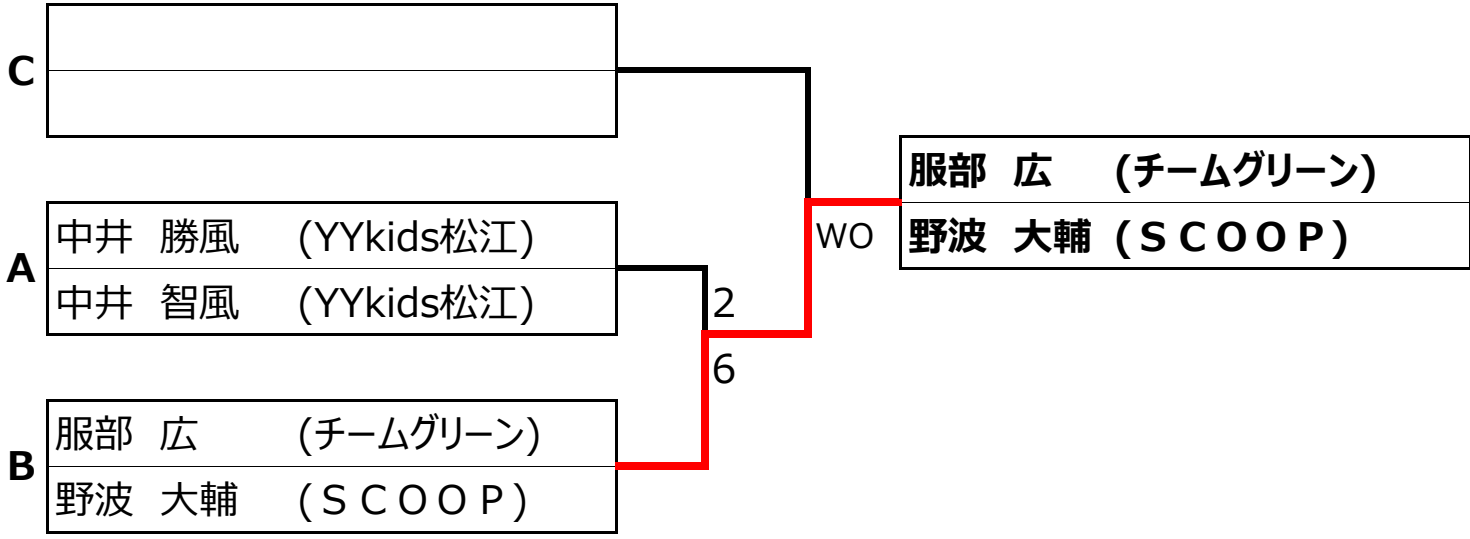 C
服部 広 (チームグリーン)
WO
野波 大輔 (ＳＣＯＯＰ)
A
中井 勝風 (YYkids松江)
中井 智風 (YYkids松江)
2
6
B
服部 広 (チームグリーン)
野波 大輔 (ＳＣＯＯＰ)